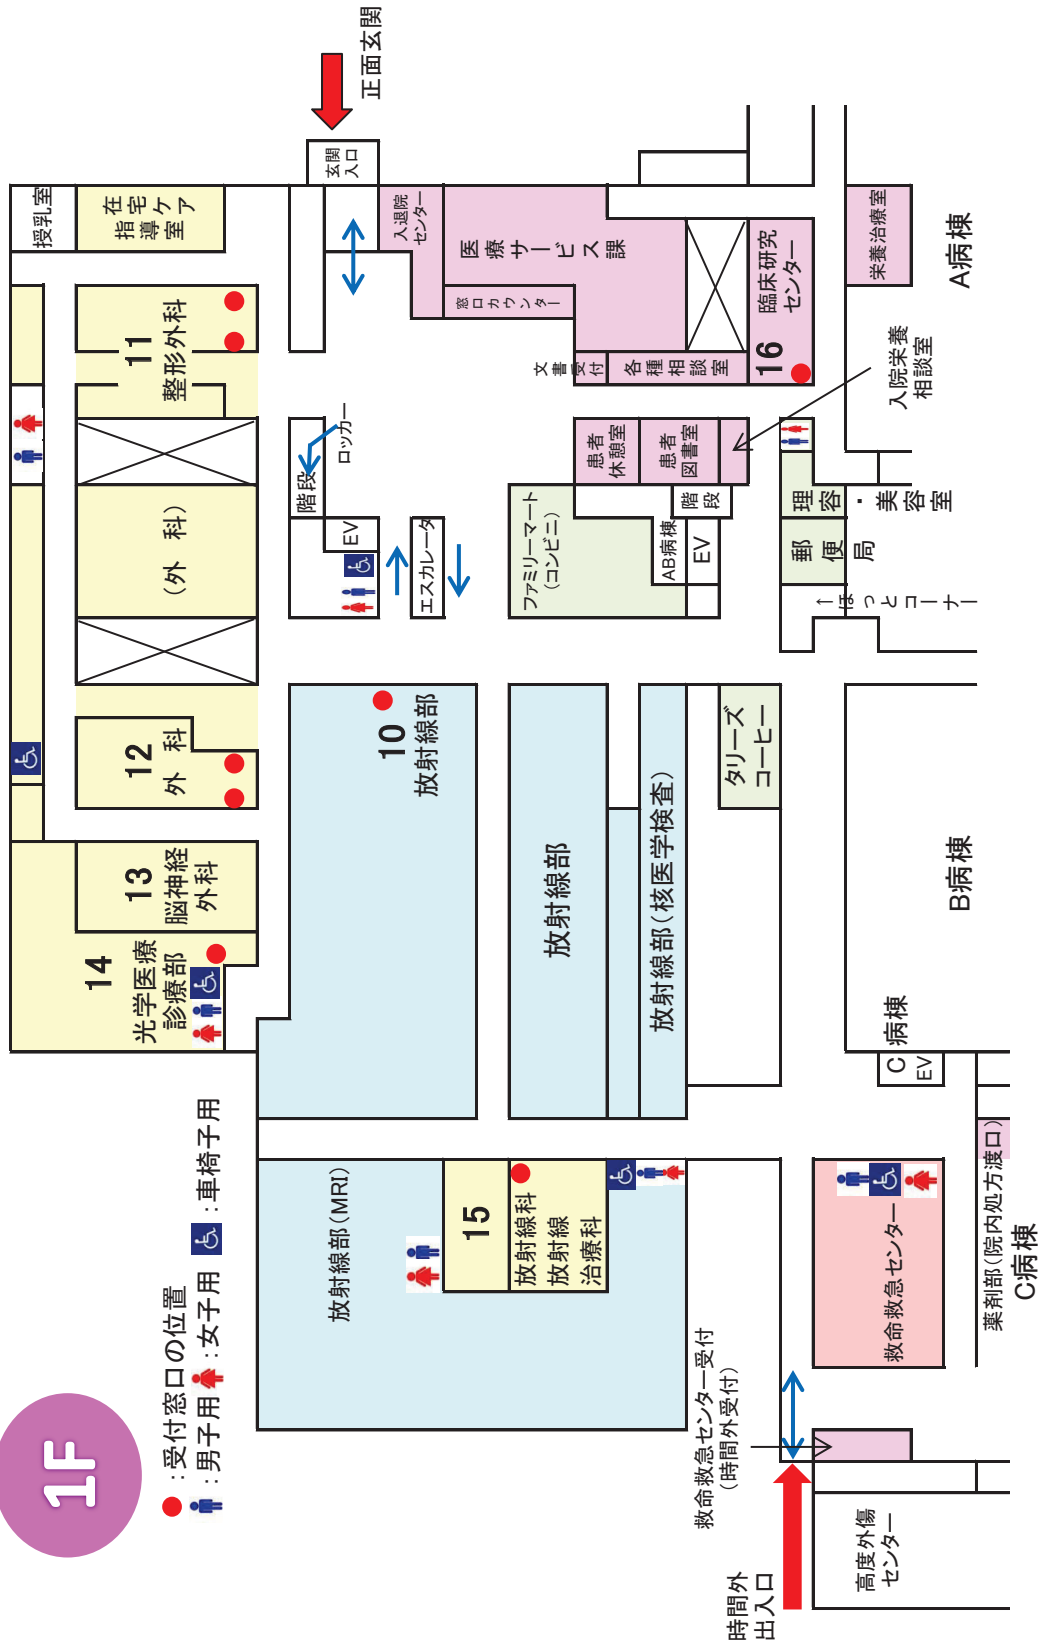 1F
：受付窓口の位置
：男子用 ：女子用 ：車椅子用
14
光学医療
診療部
13
脳神経
外科
12
外 科
（外 科）
11
整形外科
授乳室
在宅ケア
指導室
正面玄関
玄関
入口
入退院
センター
医療サービス課
窓口カウンター
文書受付
各種相談室
16
臨床研究
センター
栄養治療室
A病棟
入院栄養
相談室
階段
ロッカー
EV
エスカレータ
10
放射線部
放射線部
放射線部（核医学検査）
ファミリーマート
（コンビニ）
患者
休憩室
患者
図書室
階段
AB病棟
EV
理容・美容室
郵便局
←ほっとコーナー
タリーズ
コーヒー
B病棟
放射線部（MRI）
15
放射線科
放射線
治療科
C病棟
EV
薬剤部（院内処方渡口）
C病棟
救命救急センター
救命救急センター受付
（時間外受付）
時間外
出入口
高度外傷
センター